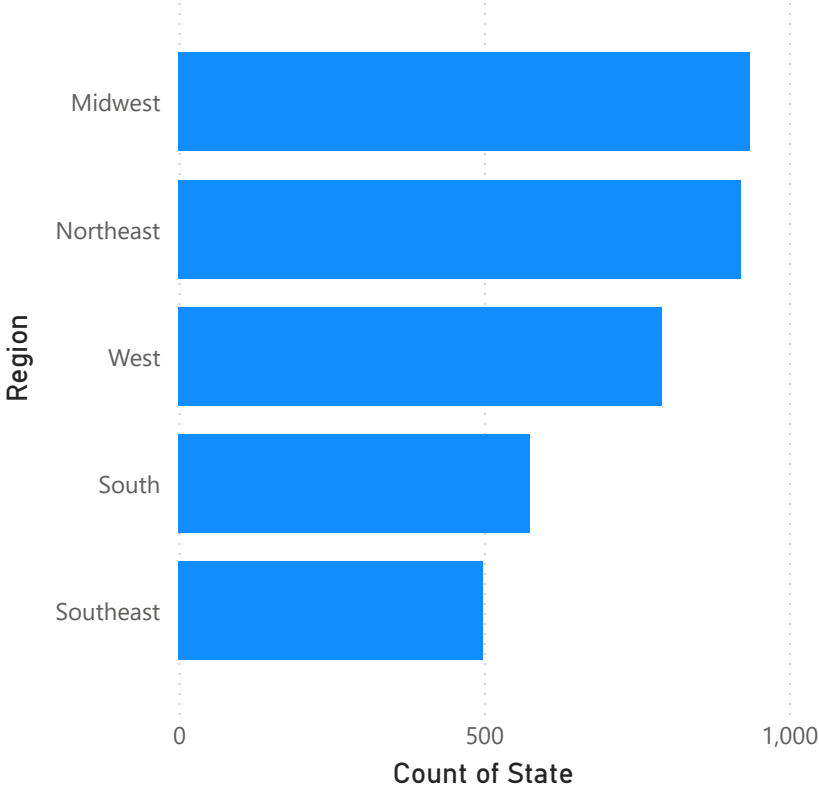 Region
Midwest
Northeast
West
South
Southeast
0 500 1,000
Count of State